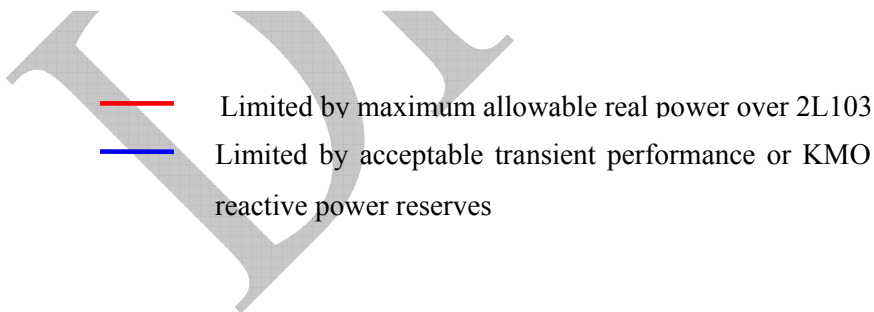 Limited by maximum allowable real power over 2L103
Limited by acceptable transient performance or KMO
reactive power reserves